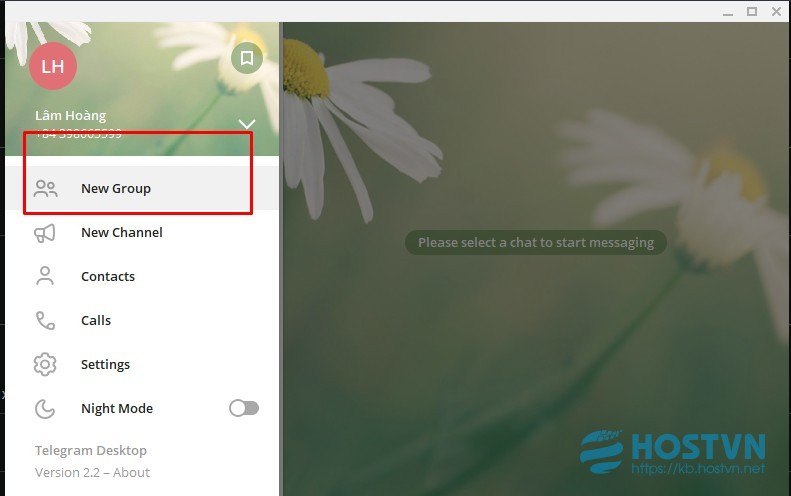 LH
Lâm Hoàng
+84 398665599
New Group
New Channel
Contacts
Calls
Settings
Night Mode
Telegram Desktop
Version 2.2 – About
Please select a chat to start messaging
HOSTVN
https://kb.hostvn.net